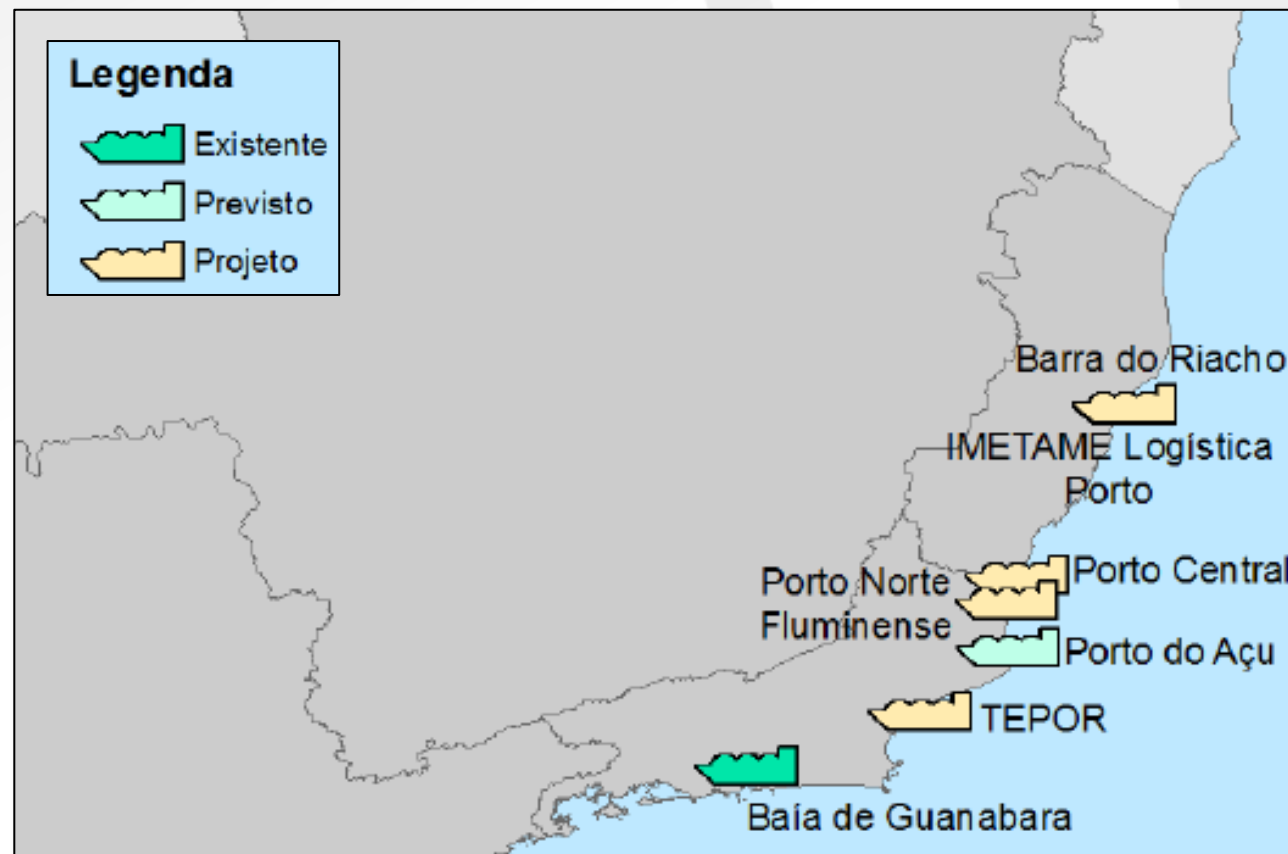 Legenda
Existente
Previsto
Projeto
Barra do Riacho
IMETAME Logística
Porto
Porto Central
Porto Norte
Fluminense
Porto do Açu
TEPOR
Baía de Guanabara